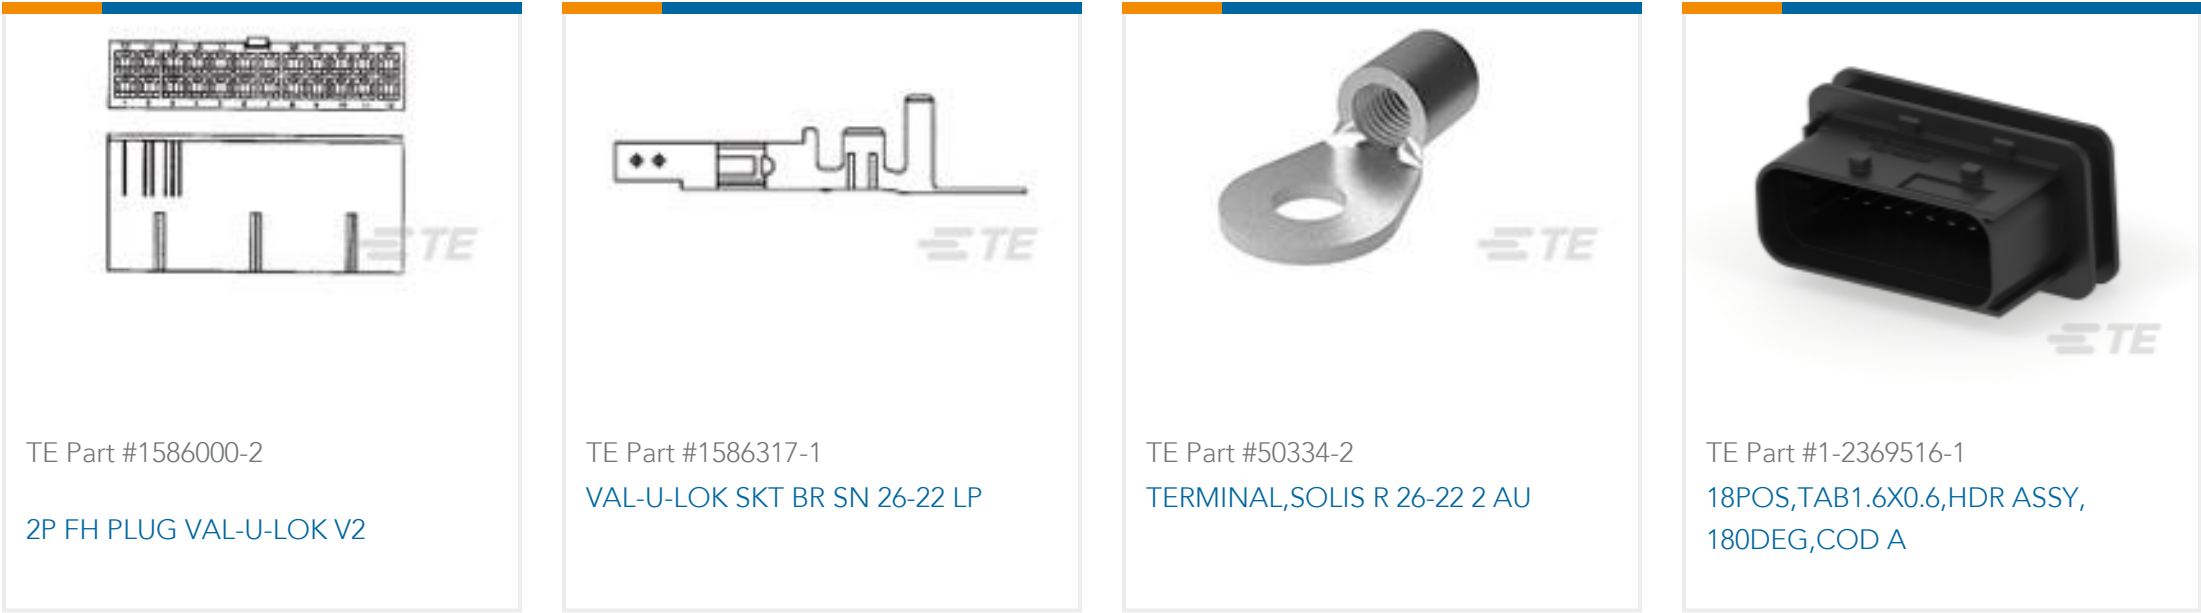 TE
TE Part #1586000-2
2P FH PLUG VAL-U-LOK V2
TE
TE Part #1586317-1
VAL-U-LOK SKT BR SN 26-22 LP
TE
TE Part #50334-2
TERMINAL,SOLIS R 26-22 2 AU
TE
TE Part #1-2369516-1
18POS,TAB1.6X0.6,HDR ASSY,
180DEG,COD A